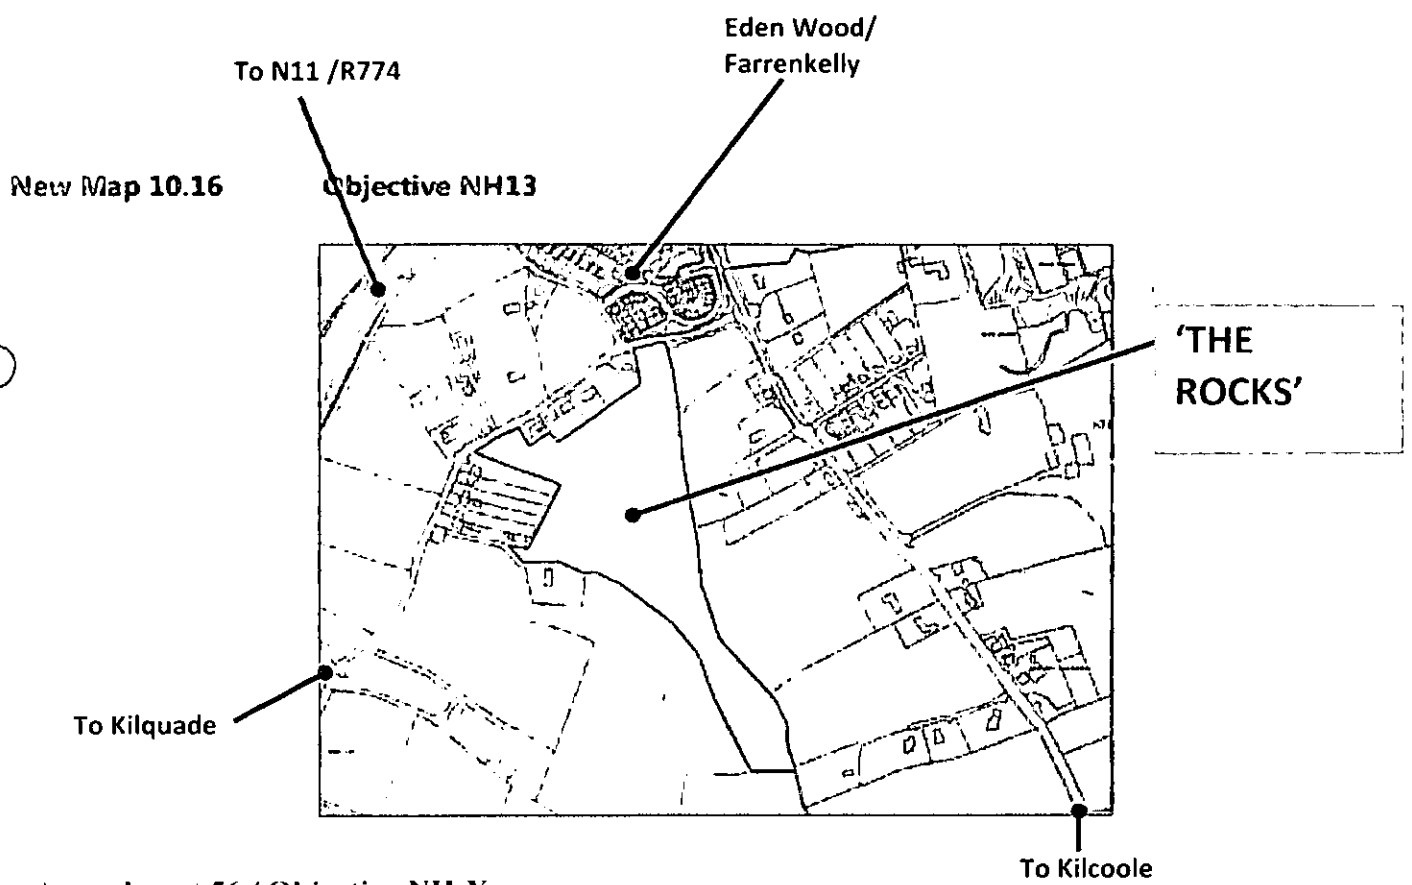 Eden Wood/
Farrenkelly
To N11 /R774
New Map 10.16 Objective NH13
'THE
ROCKS'
To Kilquade
To Kilcoole